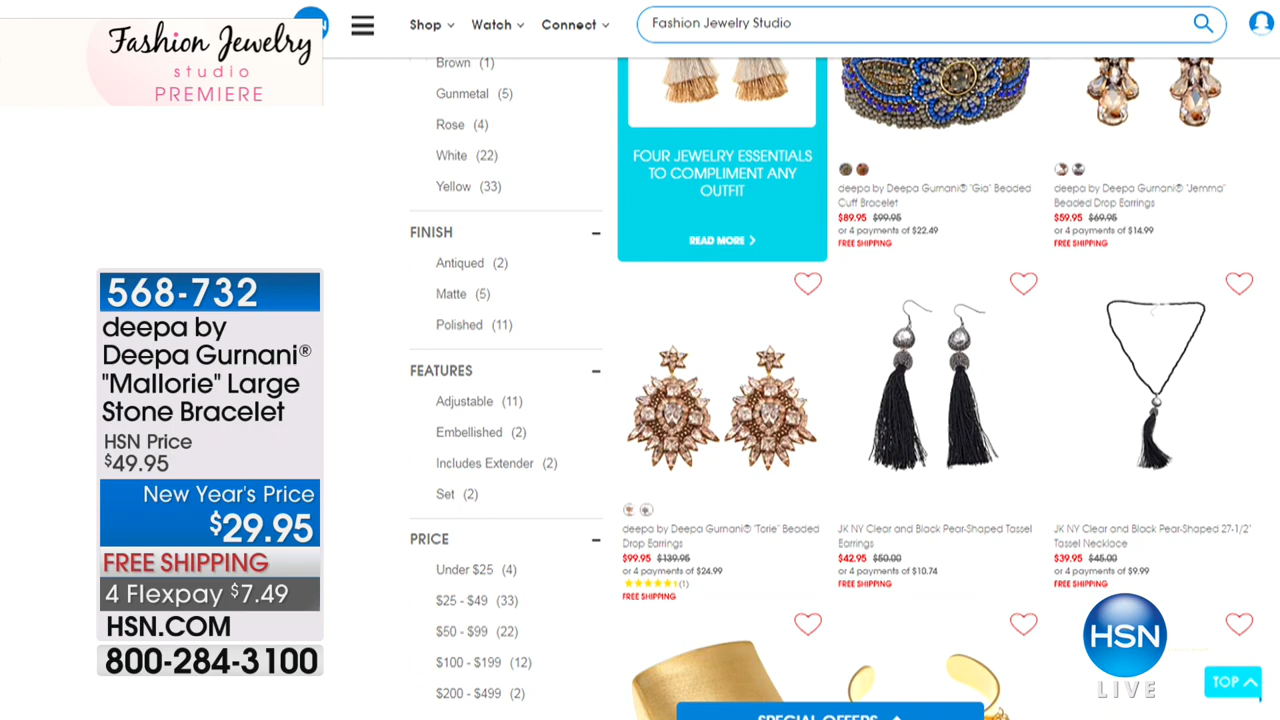 Fashion Jewelry
studio
PREMIERE
Shop
Watch
Connect
Fashion Jewelry Studio
Brown (1)
Gunmetal (5)
Rose (4)
White (22)
Yellow (33)
FINISH
Antiqued (2)
Matte (5)
Polished (11)
FEATURES
Adjustable (11)
Embellished (2)
Includes Extender (2)
Set (2)
PRICE
Under $25 (4)
$25 - $49 (33)
$50 - $99 (22)
$100 - $199 (12)
$200 - $499 (2)
FOUR JEWELRY ESSENTIALS
TO COMPLIMENT ANY
OUTFIT
READ MORE
deepa by Deepa Gurnani® "Gia" Beaded
Cuff Bracelet
$89.95 $99.95
or 4 payments of $22.49
FREE SHIPPING
deepa by Deepa Gurnani® "Jemma"
Beaded Drop Earrings
$59.95 $69.95
or 4 payments of $14.99
FREE SHIPPING
deepa by Deepa Gurnani® "Torie" Beaded
Drop Earrings
$99.95 $139.95
or 4 payments of $24.99
(1)
FREE SHIPPING
JK NY Clear and Black Pear-Shaped Tassel
Earrings
$42.95 $50.00
or 4 payments of $10.74
FREE SHIPPING
JK NY Clear and Black Pear-Shaped 27-1/2"
Tassel Necklace
$39.95 $45.00
or 4 payments of $9.99
FREE SHIPPING
568-732
deepa by
Deepa Gurnani®
"Mallorie" Large
Stone Bracelet
HSN Price
$49.95
New Year's Price
$29.95
FREE SHIPPING
4 Flexpay $7.49
HSN.COM
800-284-3100
HSN
LIVE
TOP
SPECIAL OFFERS